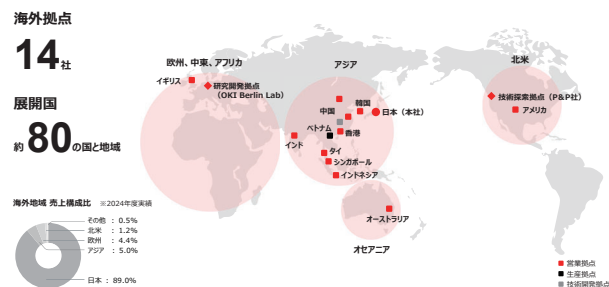 海外拠点
14社
展開国
約80の国と地域
海外地域 売上構成比 ※2024年度実績
その他 : 0.5%
北米 : 1.2%
欧州 : 4.4%
アジア : 5.0%
日本 : 89.0%
欧州、中東、アフリカ
イギリス
研究開発拠点
(OKI Berlin Lab)
アジア
韓国
中国
日本(本社)
ベトナム
香港
インド
タイ
シンガポール
インドネシア
オーストラリア
オセアニア
北米
技術探索拠点(P&P社)
アメリカ
営業拠点
生産拠点
技術開発拠点